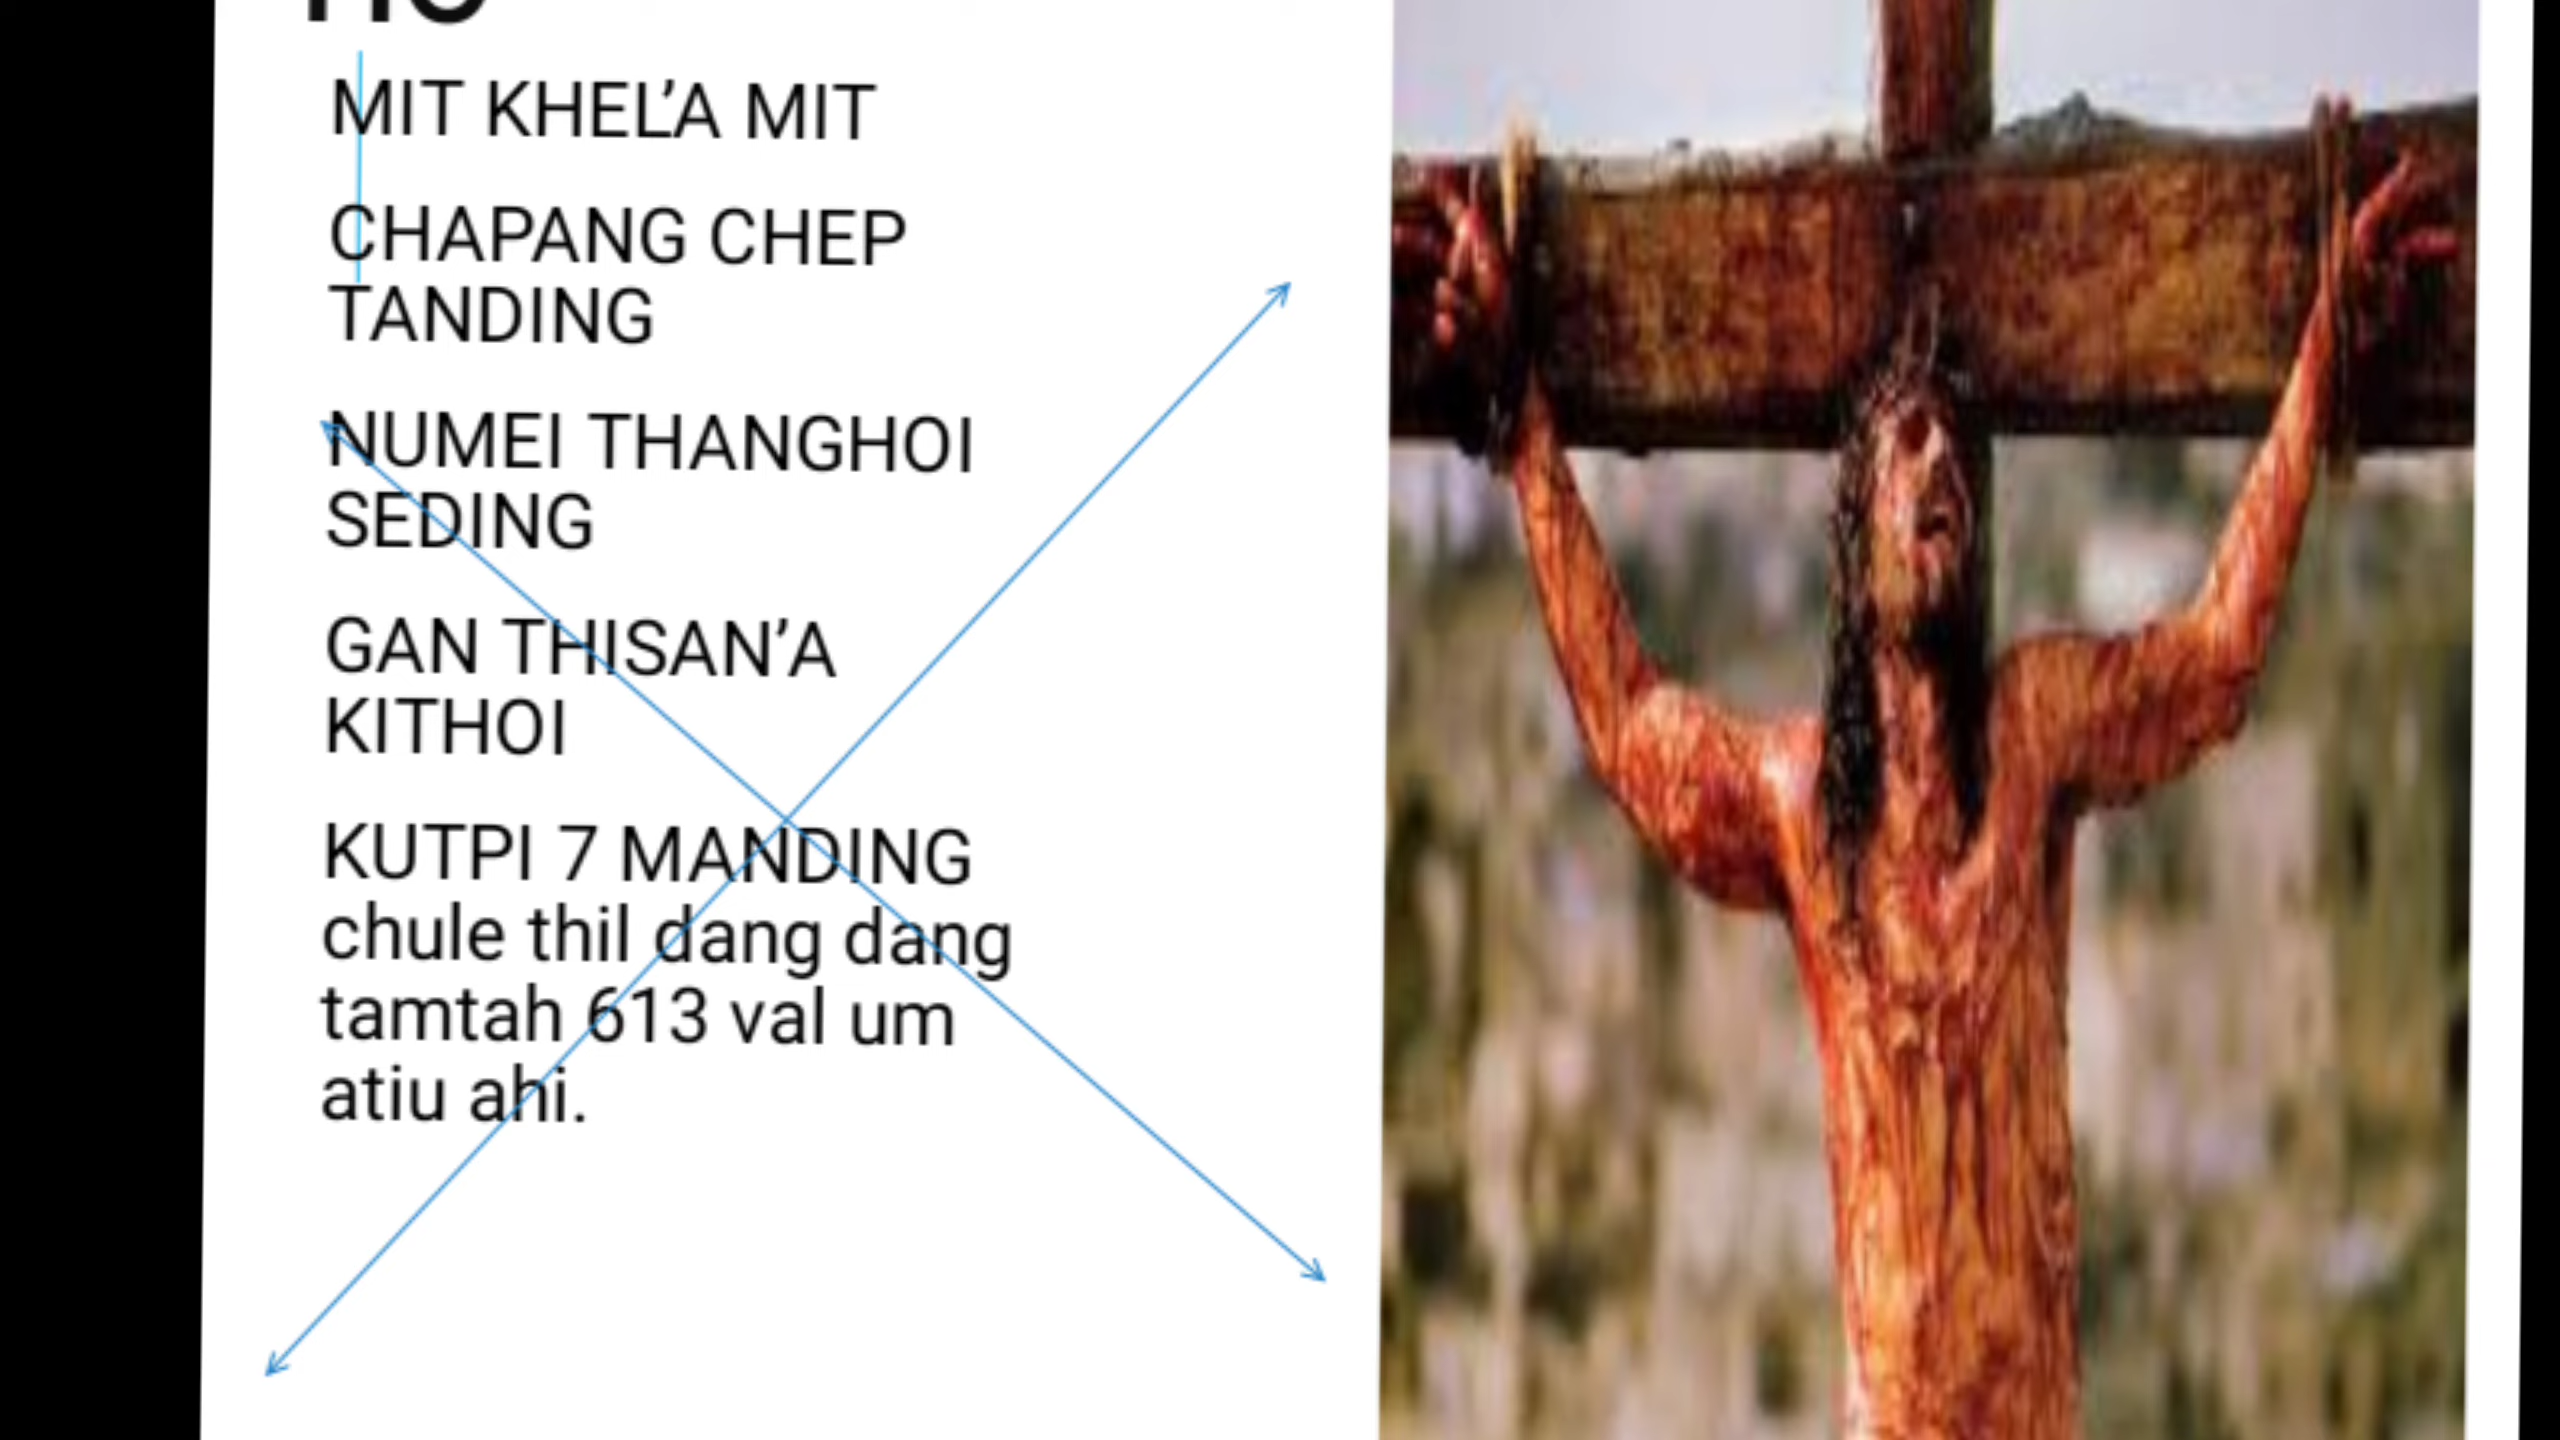 MIT KHEL’A MIT
CHAPANG CHEP
TANDING
NUMEI THANGHOI
SEDING
GAN THISAN’A
KITHOI
KUTPI 7 MANDING
chule thil dang dang
tamtah 613 val um
atiu ahi.